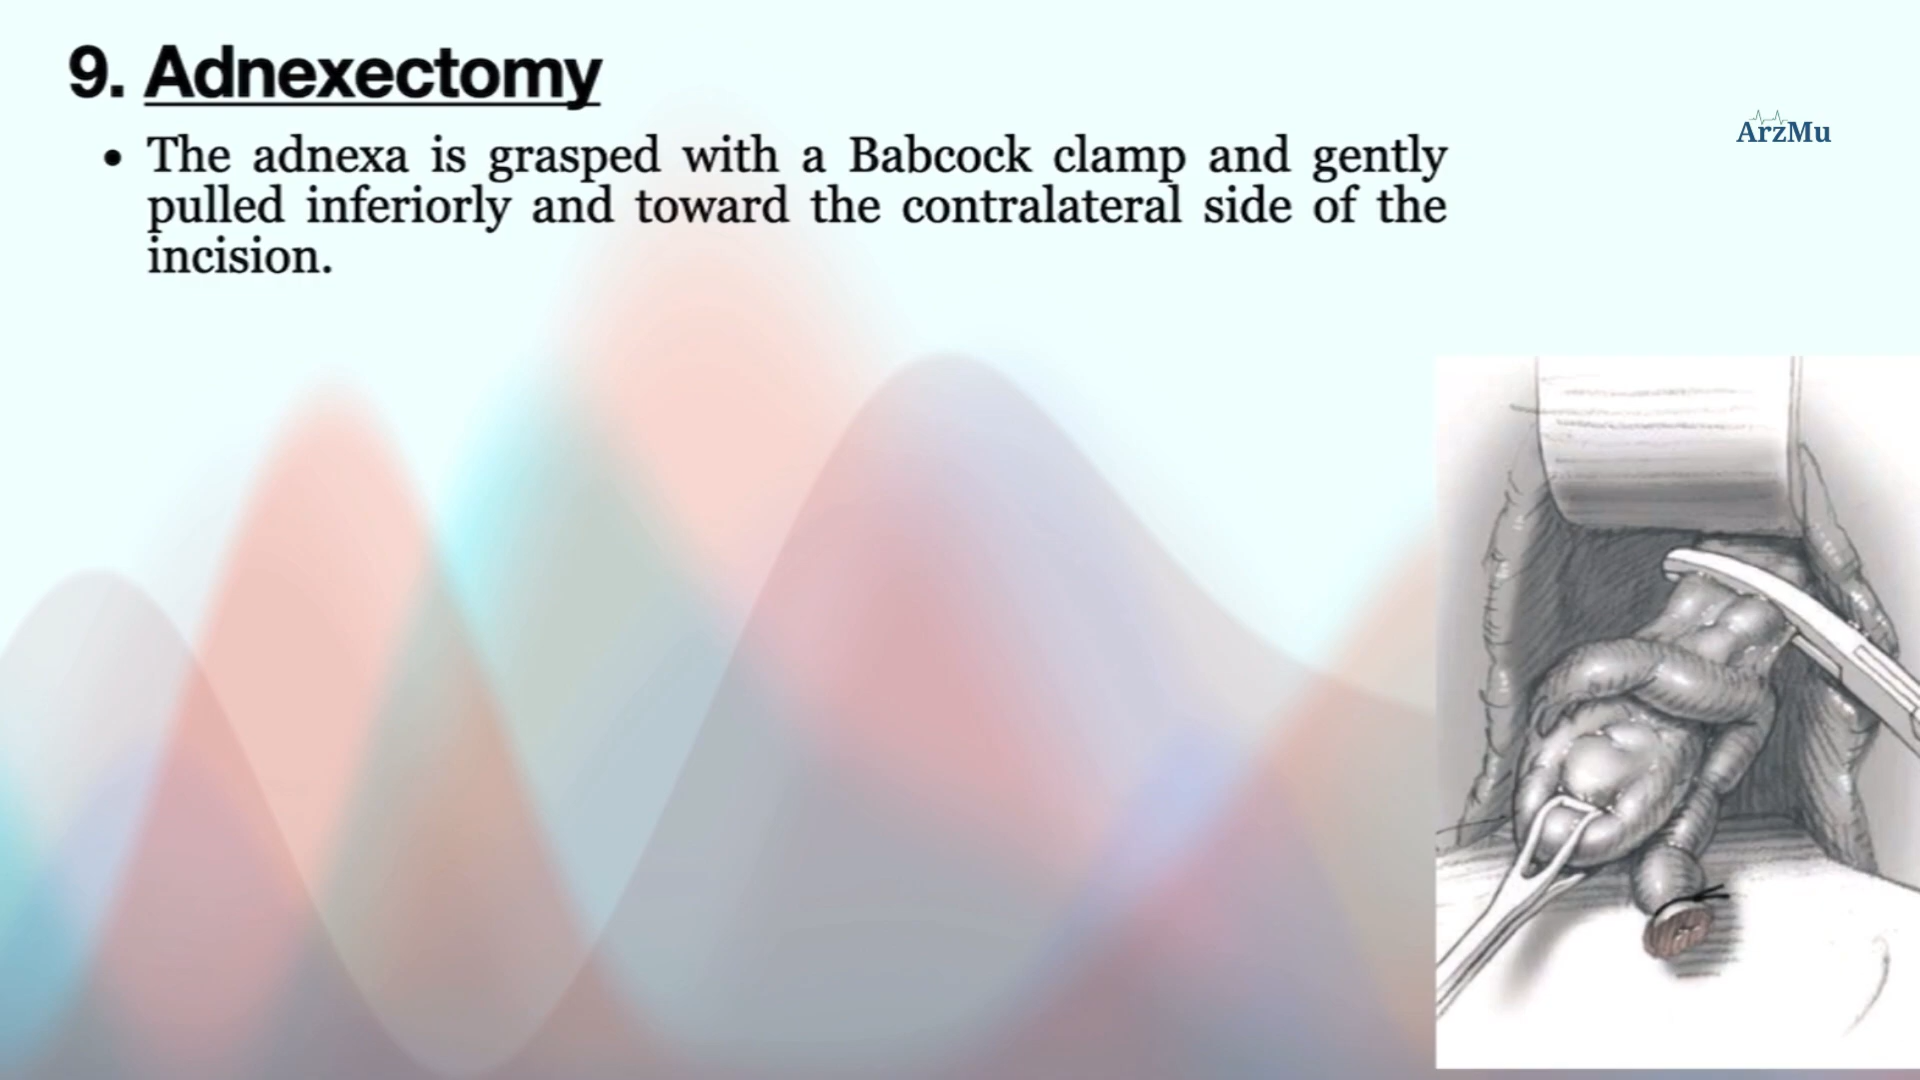 9. Adnexectomy
ArzMu
• The adnexa is grasped with a Babcock clamp and gently
pulled inferiorly and toward the contralateral side of the
incision.